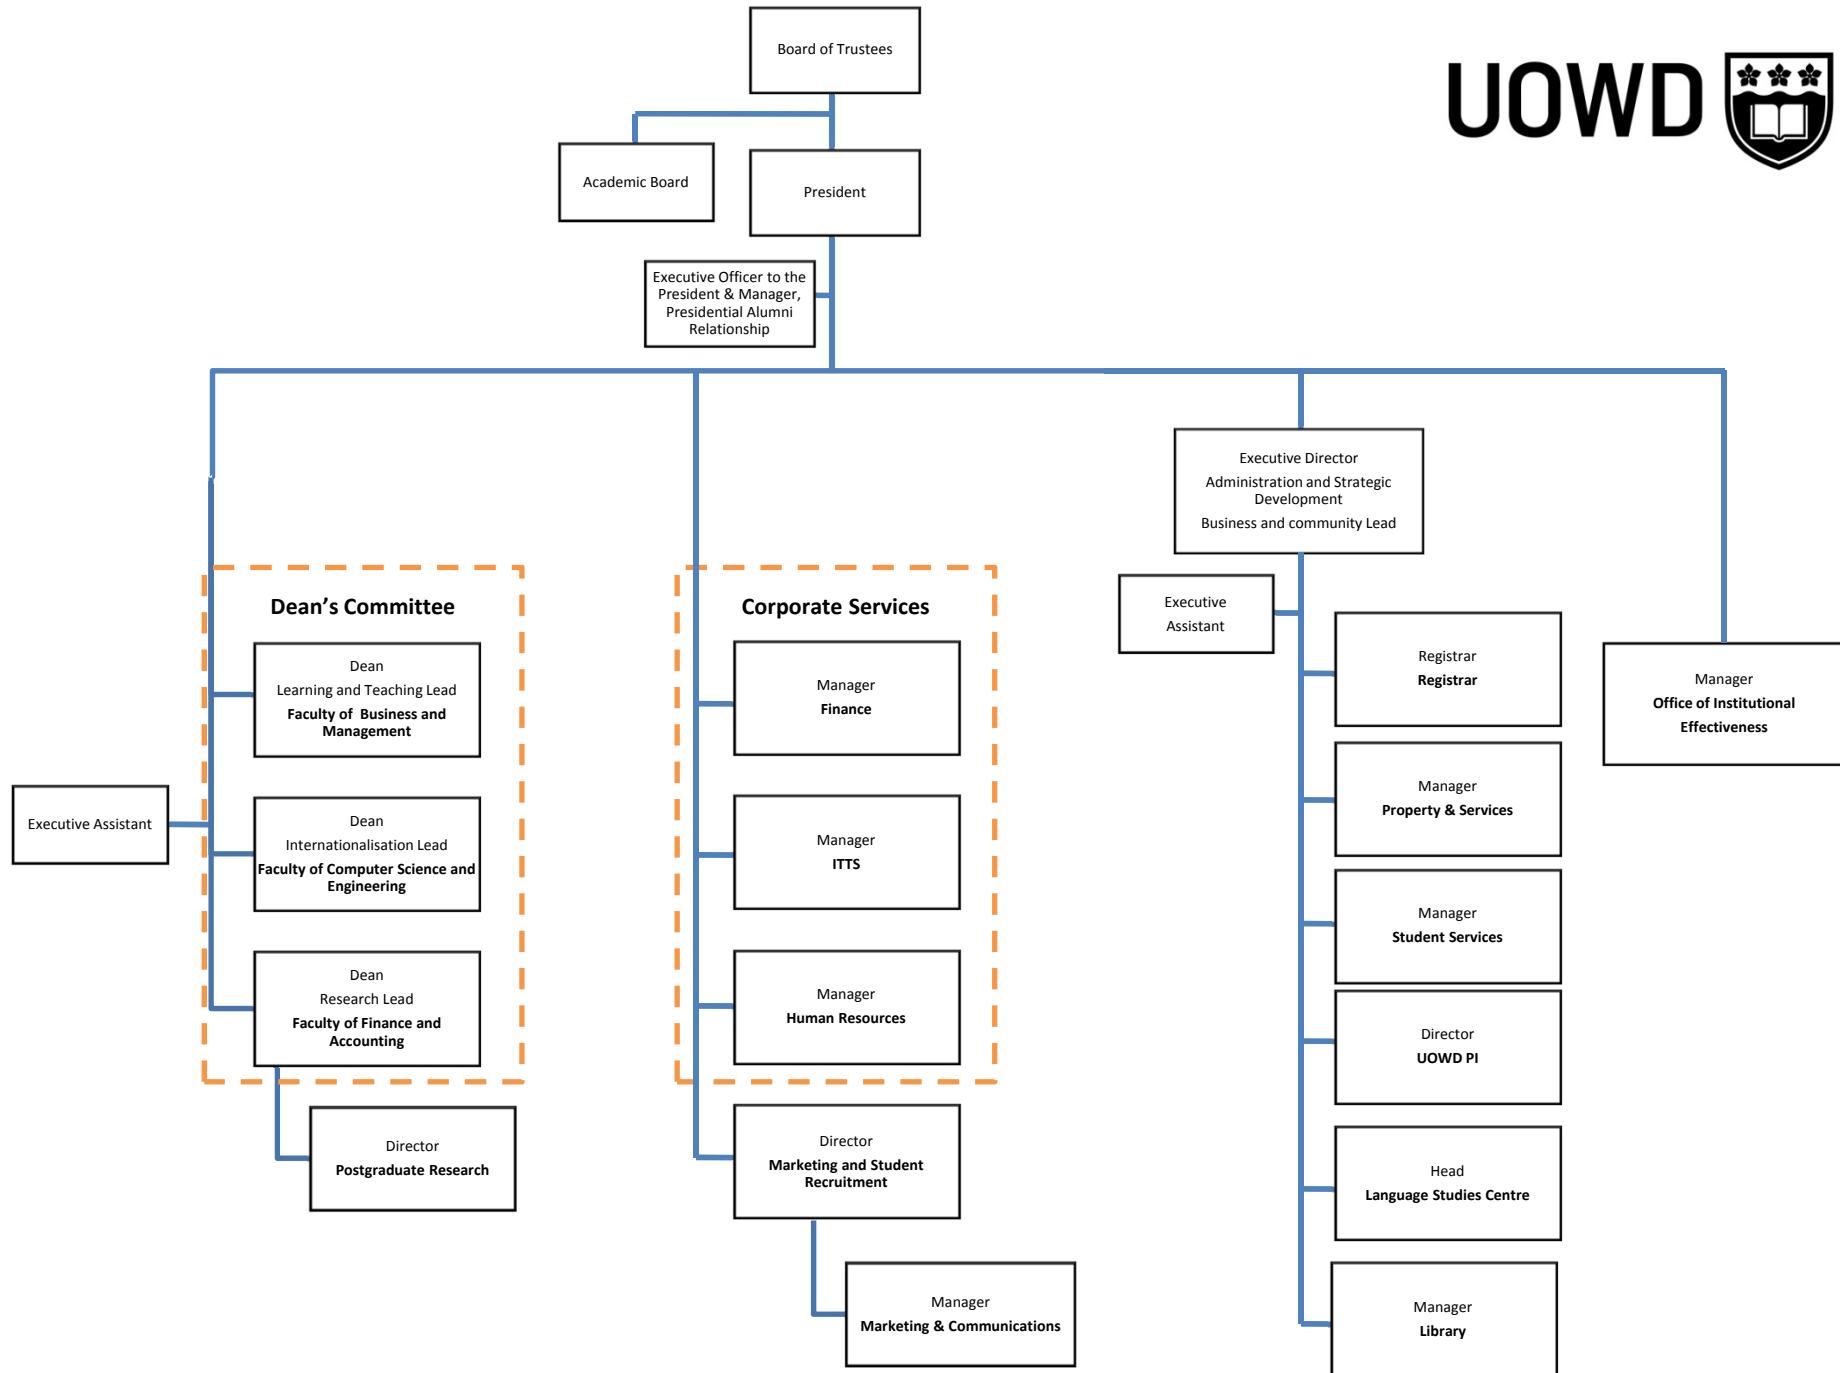 Board of Trustees
UOWD
Academic Board
President
Executive Officer to the
President & Manager,
Presidential Alumni
Relationship
Executive Director
Administration and Strategic
Development
Business and community Lead
Executive
Assistant
Dean's Committee
Dean
Learning and Teaching Lead
Faculty of  Business and
Management
Executive Assistant
Dean
Internationalisation Lead
Faculty of Computer Science and
Engineering
Dean
Research Lead
Faculty of Finance and
Accounting
Director
Postgraduate Research
Corporate Services
Manager
Finance
Manager
ITTS
Manager
Human Resources
Director
Marketing and Student
Recruitment
Manager
Marketing & Communications
Registrar
Registrar
Manager
Property & Services
Manager
Student Services
Director
UOWD PI
Head
Language Studies Centre
Manager
Library
Manager
Office of Institutional
Effectiveness